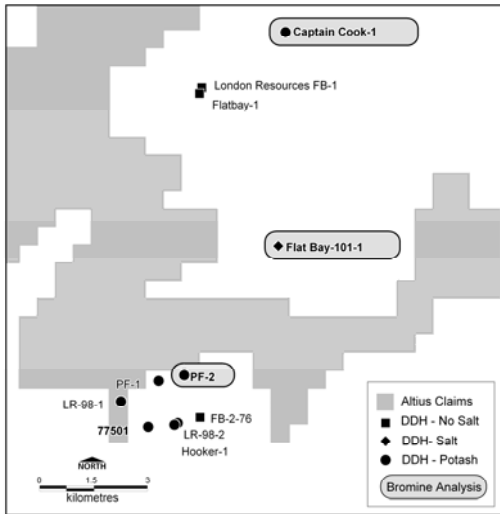 Captain Cook-1
London Resources FB-1
Flatbay-1
Flat Bay-101-1
PF-2
PF-1
LR-98-1
FB-2-76
77501
LR-98-2
Hooker-1
NORTH
0 1.5 3
kilometres
Altius Claims
DDH - No Salt
DDH- Salt
DDH - Potash
Bromine Analysis